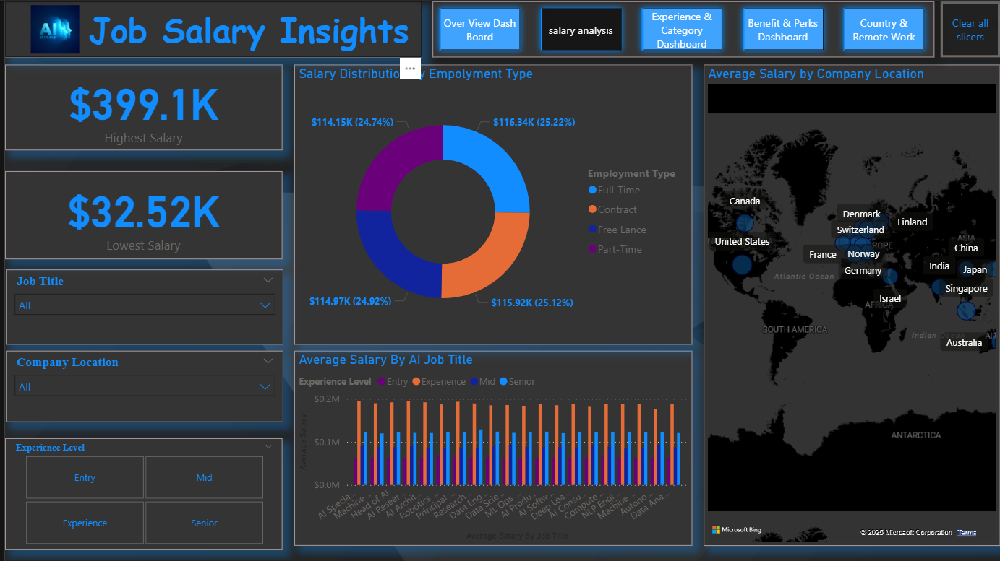 AI
Job Salary Insights
Over View Dash
Board
salary analysis
Experience &
Category
Dashboard
Benefit & Perks
Dashboard
Country &
Remote Work
Clear all
slicers
$399.1K
Highest Salary
$32.52K
Lowest Salary
Job Title
All
Company Location
All
Experience Level
Entry
Mid
Experience
Senior
Salary Distributio
y Empolyment Type
$114.15K (24.74%)
$116.34K (25.22%)
$114.97K (24.92%)
$115.92K (25.12%)
Employment Type
Full-Time
Contract
Free Lance
Part-Time
Average Salary By AI Job Title
Experience Level Entry Experience Mid Senior
$0.2M
$0.1M
$0.0M
Average Salary
AI Specia...
Machine ...
Head of AI
AI Resear...
AI Archit...
Robotics ...
Principal ...
Research...
Data Eng...
Data Scie...
ML Ops ...
AI Produ...
AI Softw...
Deep Lea...
AI Consu...
Compute...
NLP Engi...
Machine ...
Autono...
Data Ana...
Average Salary By Job Title
Average Salary by Company Location
Canada
United States
Denmark
Switzerland
Finland
ROPE
France
Norway
Germany
ASIA
China
India
Japan
Singapore
Israel
Atlantic Ocean
AFRICA
SOUTH AMERICA
Indian Ocean
Australia
AU
ANTARCTICA
Microsoft Bing
© 2025 Microsoft Corporation Terms